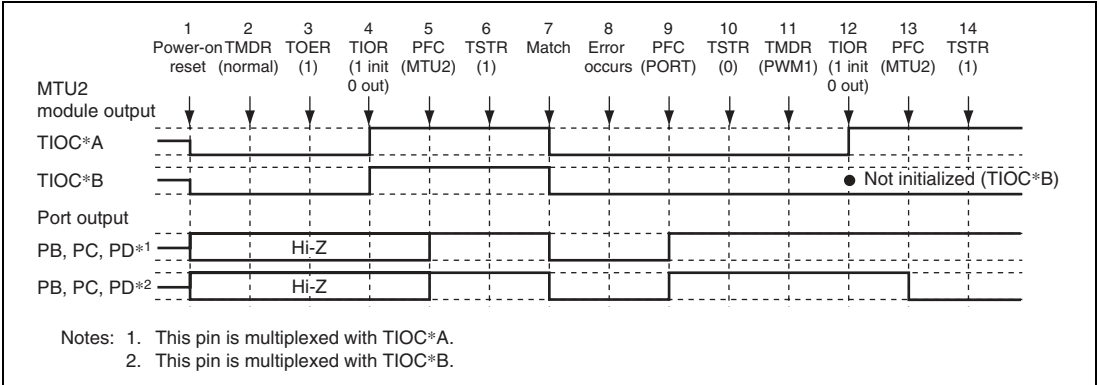 1 2 3 4 5 6 7 8 9 10 11 12 13 14
Power-on TMDR TOER TIOR PFC TSTR Match Error PFC TSTR TMDR TIOR PFC TSTR
reset (normal) (1) (1 init (MTU2) (1) occurs (PORT) (0) (PWM1) (1 init (MTU2) (1)
0 out) 0 out)
MTU2
module output
TIOC*A
TIOC*B
Not initialized (TIOC*B)
Port output
PB, PC, PD*1 Hi-Z
PB, PC, PD*2 Hi-Z
Notes: 1. This pin is multiplexed with TIOC*A.
2. This pin is multiplexed with TIOC*B.